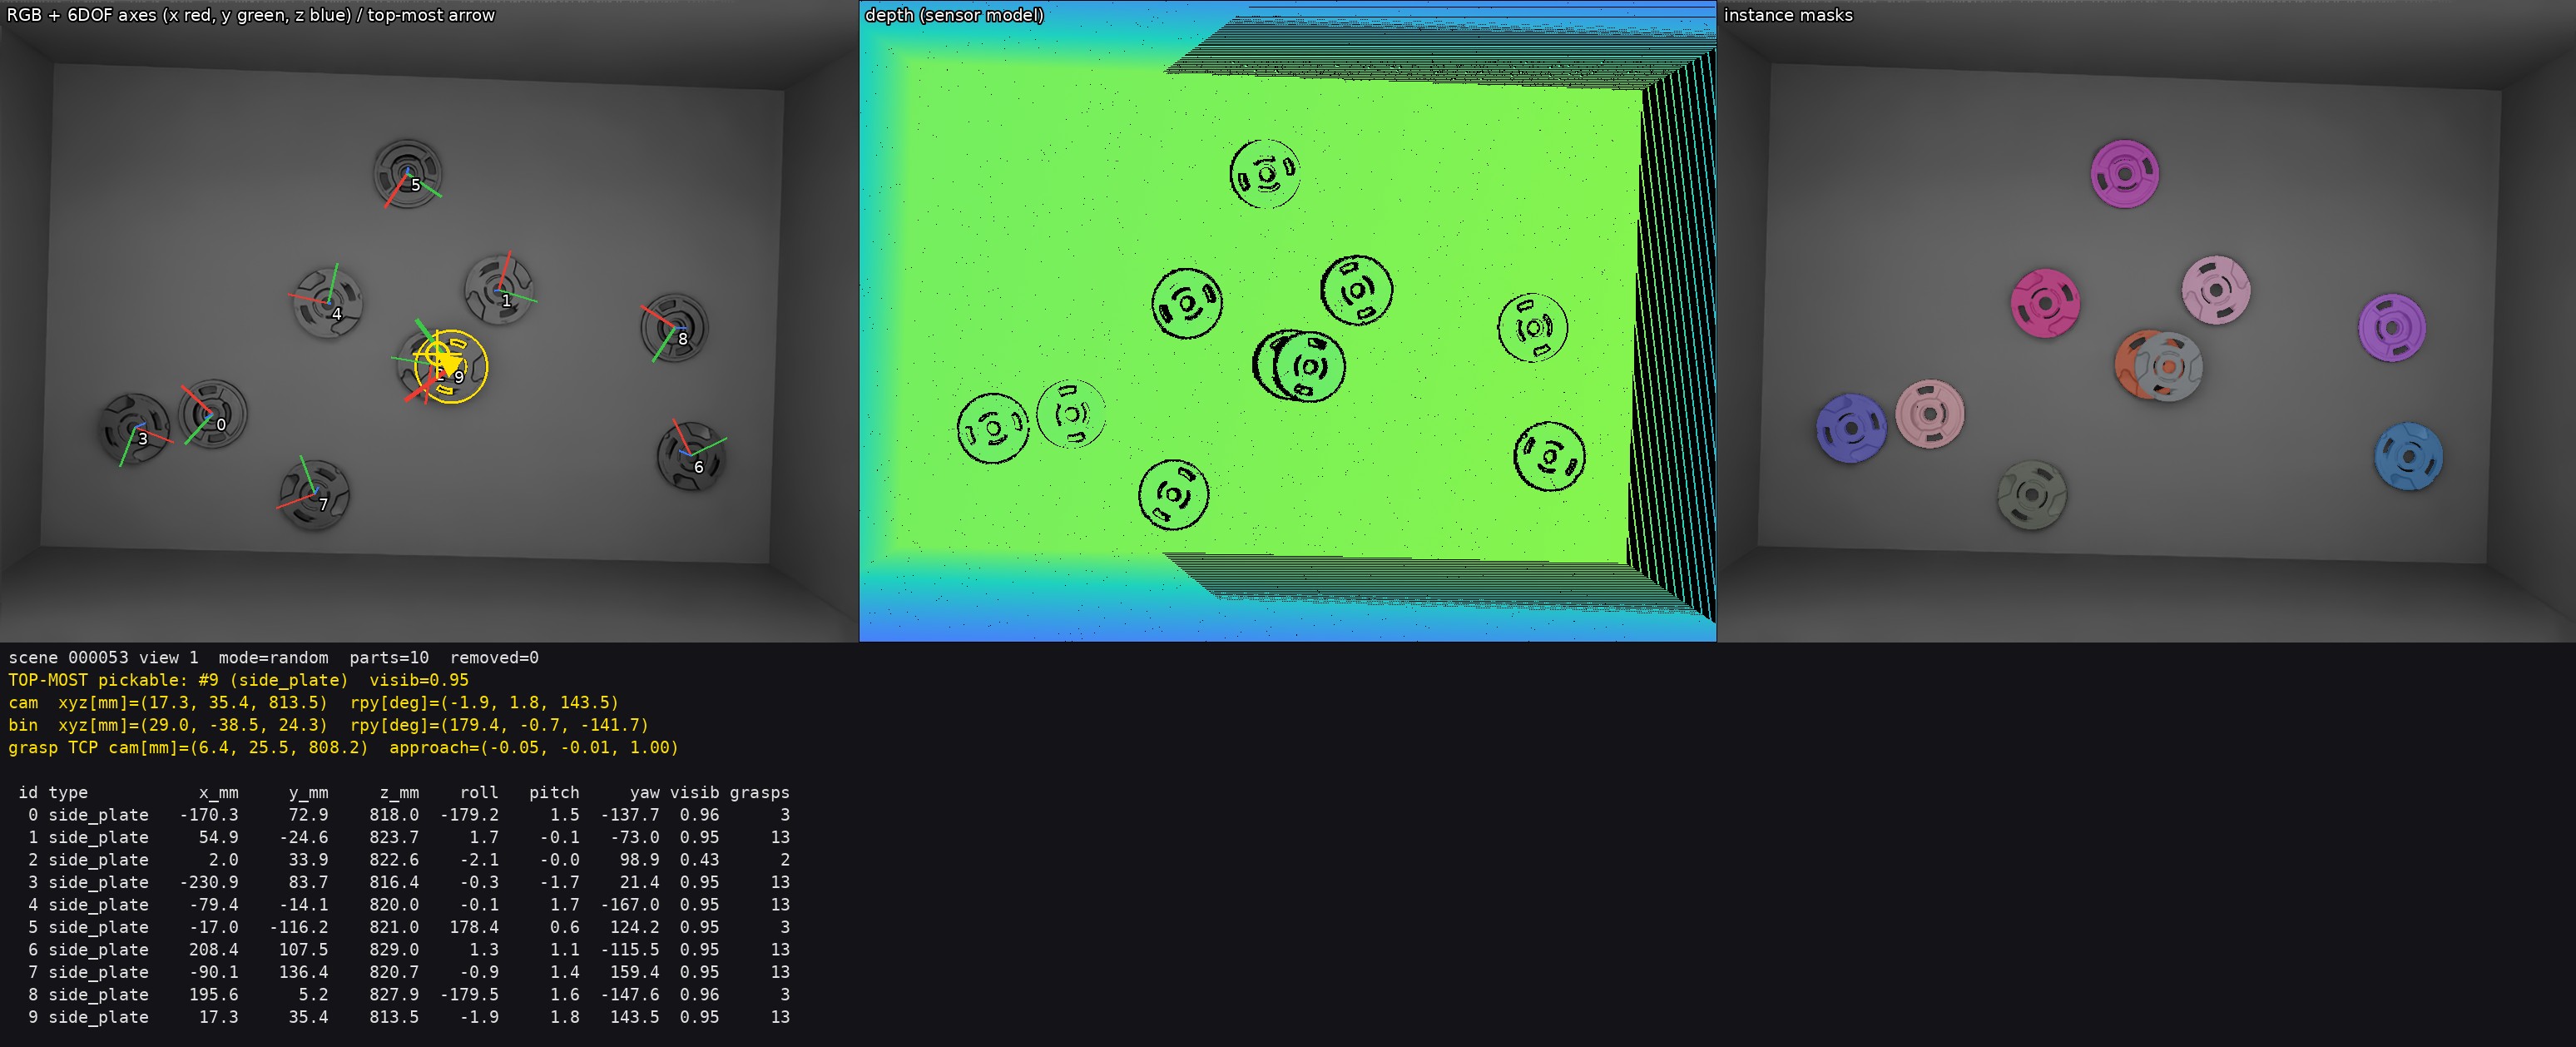 RGB + 6DOF axes (x red, y green, z blue) / top-most arrow
depth (sensor model)
instance masks
5
1
4
8
9
0
3
6
7
scene 000053 view 1  mode=random  parts=10  removed=0
TOP-MOST pickable: #9 (side_plate)  visib=0.95
cam  xyz[mm]=(17.3, 35.4, 813.5)  rpy[deg]=(-1.9, 1.8, 143.5)
bin  xyz[mm]=(29.0, -38.5, 24.3)  rpy[deg]=(179.4, -0.7, -141.7)
grasp TCP cam[mm]=(6.4, 25.5, 808.2)  approach=(-0.05, -0.01, 1.00)
id type x_mm y_mm z_mm roll pitch yaw visib grasps
0 side_plate -170.3 72.9 818.0 -179.2 1.5 -137.7 0.96 3
1 side_plate 54.9 -24.6 823.7 1.7 -0.1 -73.0 0.95 13
2 side_plate 2.0 33.9 822.6 -2.1 -0.0 98.9 0.43 2
3 side_plate -230.9 83.7 816.4 -0.3 -1.7 21.4 0.95 13
4 side_plate -79.4 -14.1 820.0 -0.1 1.7 -167.0 0.95 13
5 side_plate -17.0 -116.2 821.0 178.4 0.6 124.2 0.95 3
6 side_plate 208.4 107.5 829.0 1.3 1.1 -115.5 0.95 13
7 side_plate -90.1 136.4 820.7 -0.9 1.4 159.4 0.95 13
8 side_plate 195.6 5.2 827.9 -179.5 1.6 -147.6 0.96 3
9 side_plate 17.3 35.4 813.5 -1.9 1.8 143.5 0.95 13